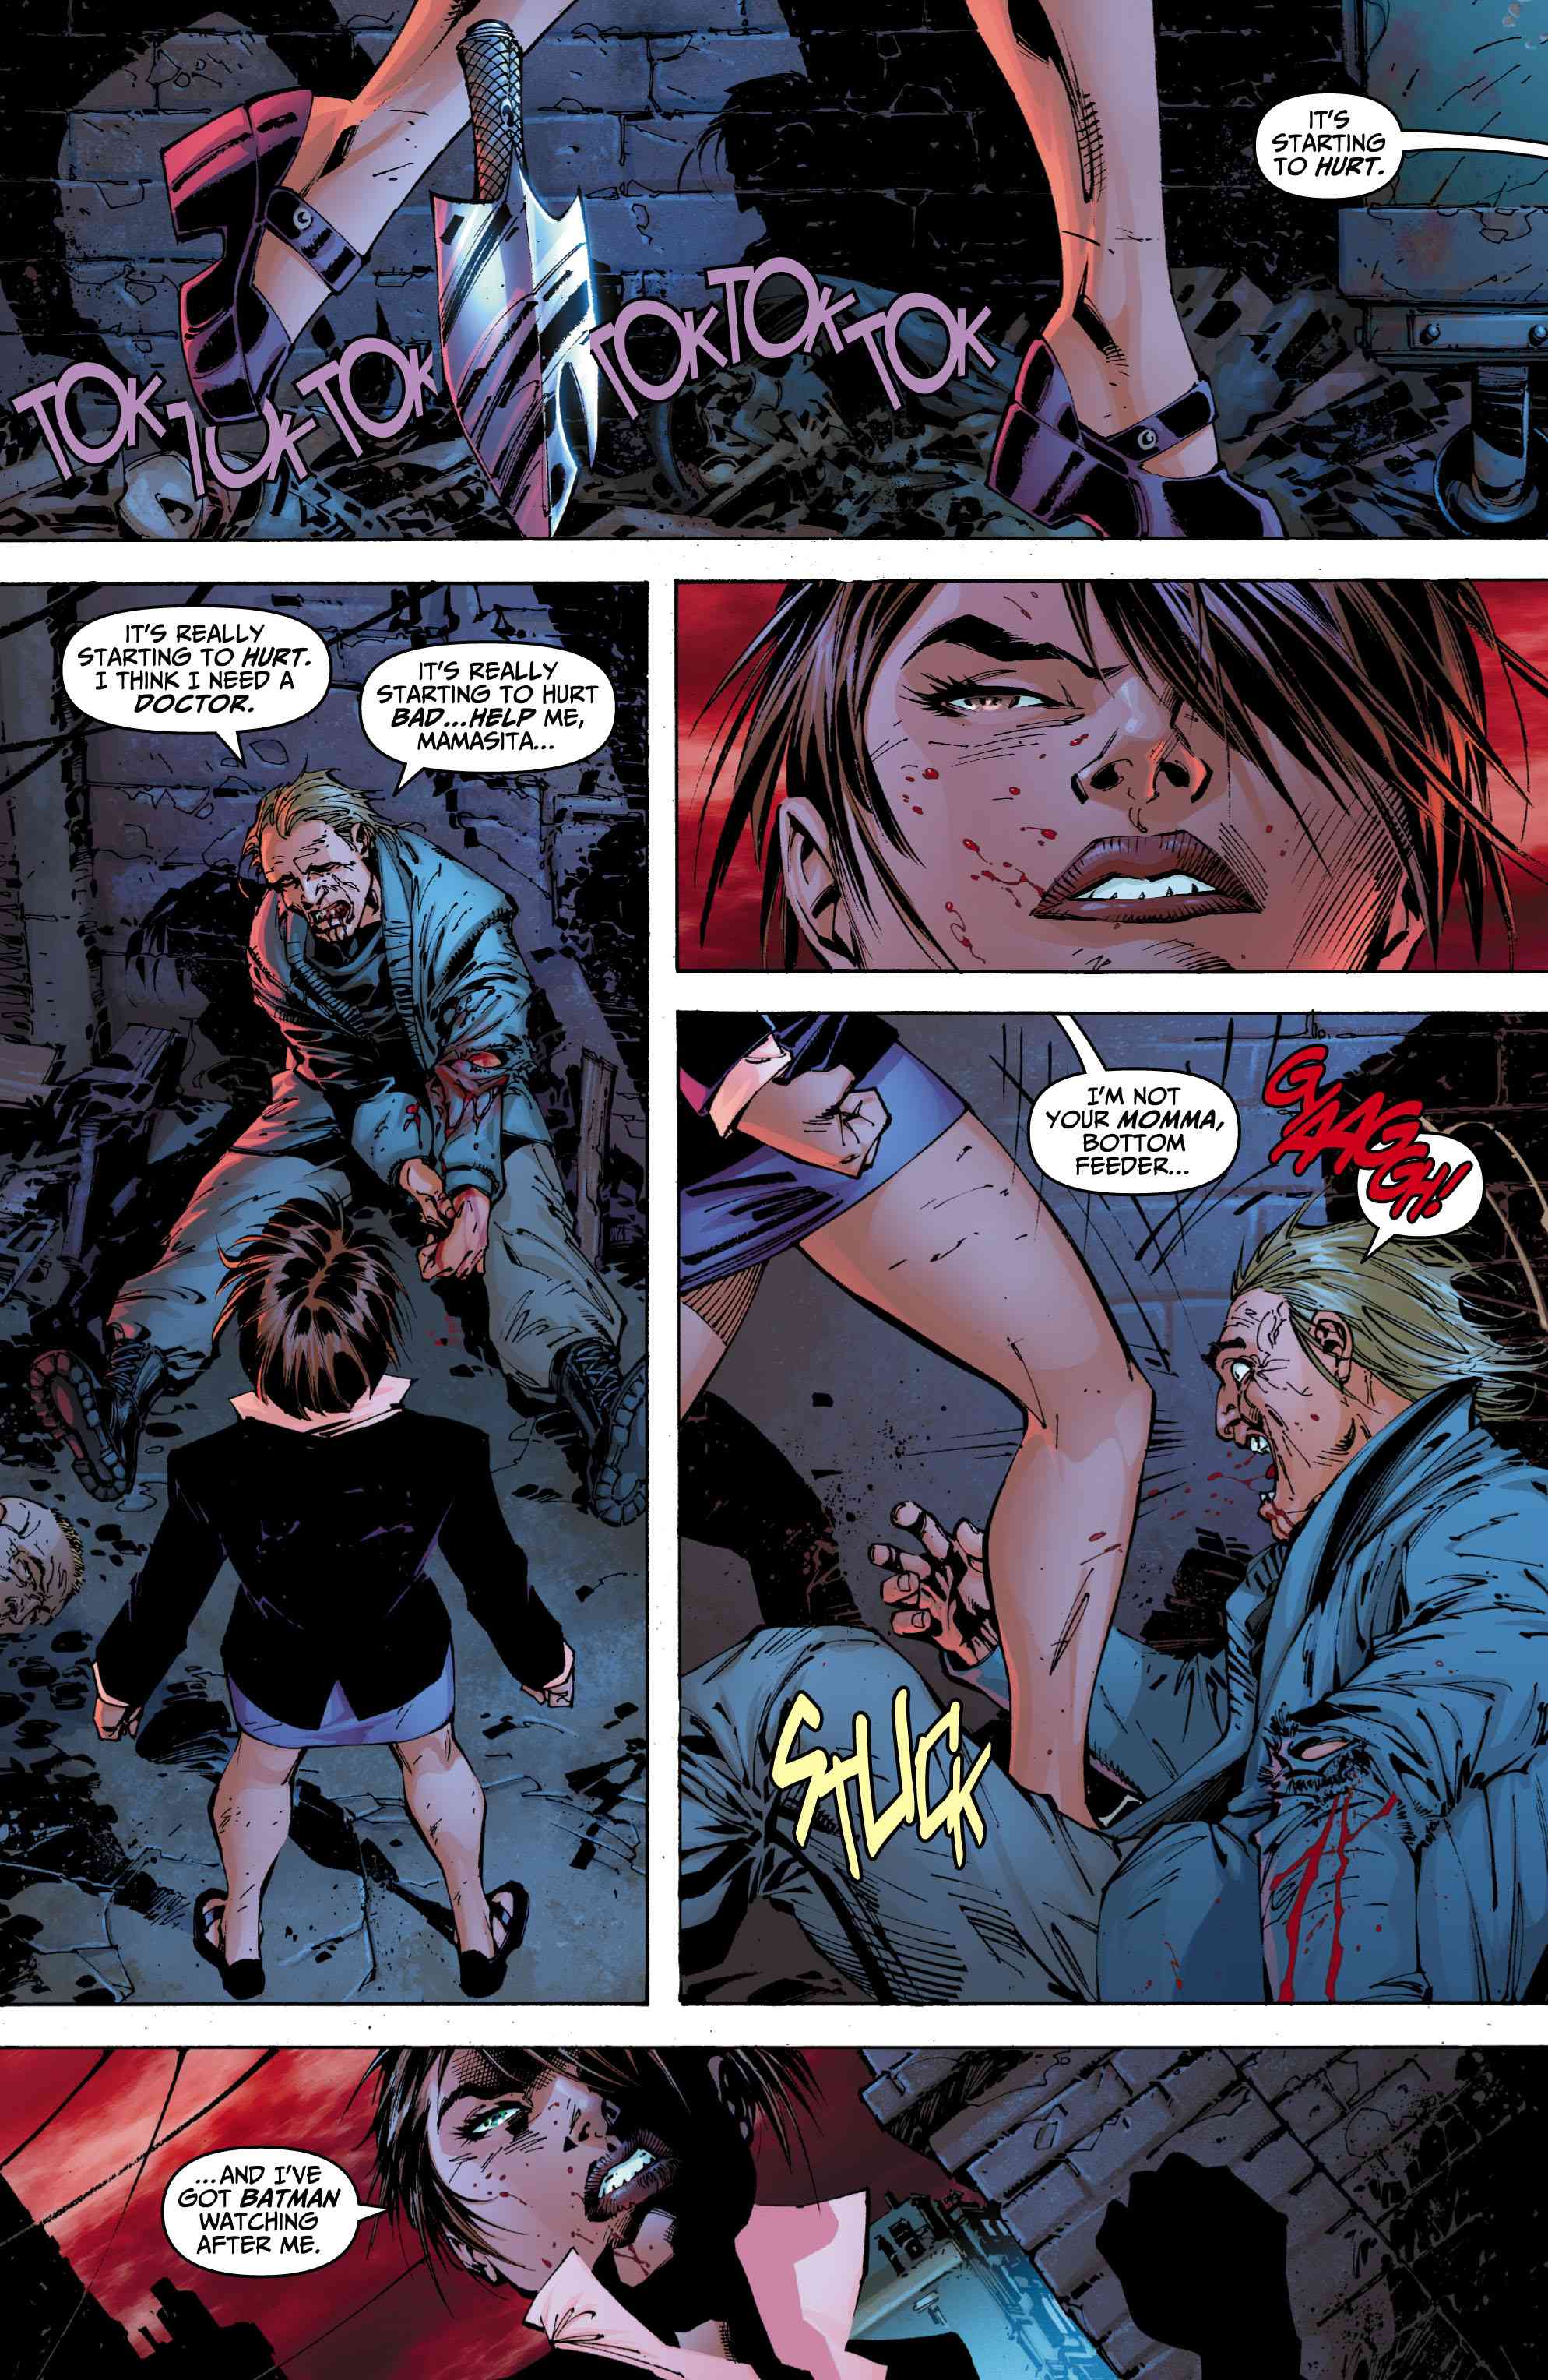 IT'S
STARTING
TO HURT.
TOK
TOK
TOK
TOK
TOK
TOK
IT'S REALLY
STARTING TO HURT.
I THINK I NEED A
DOCTOR.
IT'S REALLY
STARTING TO HURT
BAD...HELP ME,
MAMASITA...
I'M NOT
YOUR MOMMA,
BOTTOM
FEEDER...
GYAAGGGH!
STUCK
...AND I'VE
GOT BATMAN
WATCHING
AFTER ME.